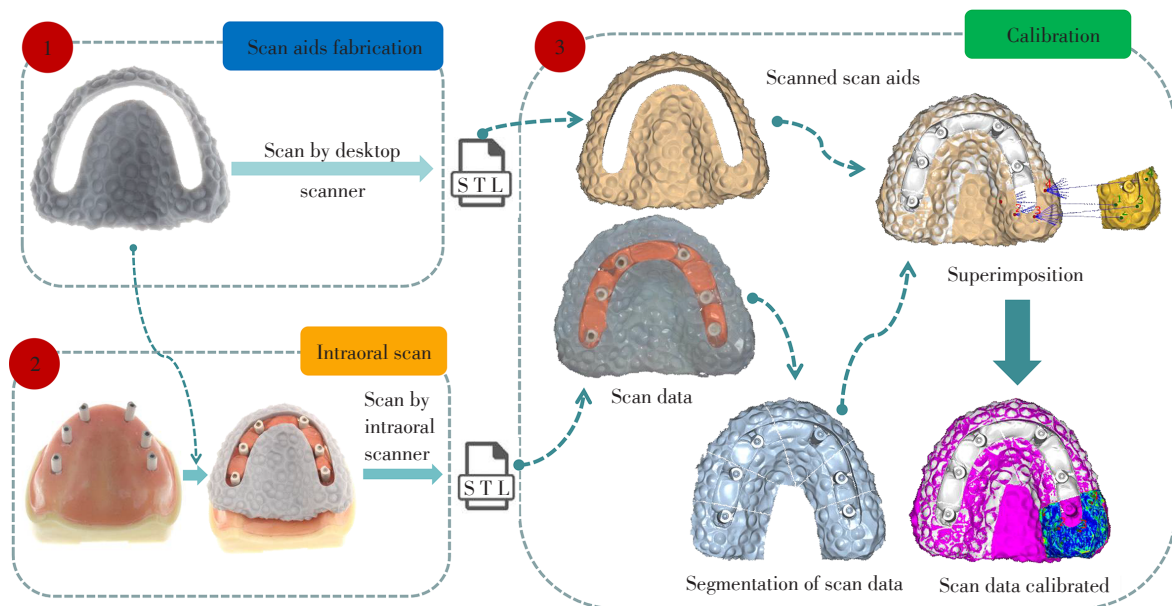 1
Scan aids fabrication
Scan by desktop
scanner
STL
2
Intraoral scan
Scan by
intraoral
scanner
STL
3
Calibration
Scanned scan aids
Superimposition
Scan data
Segmentation of scan data
Scan data calibrated